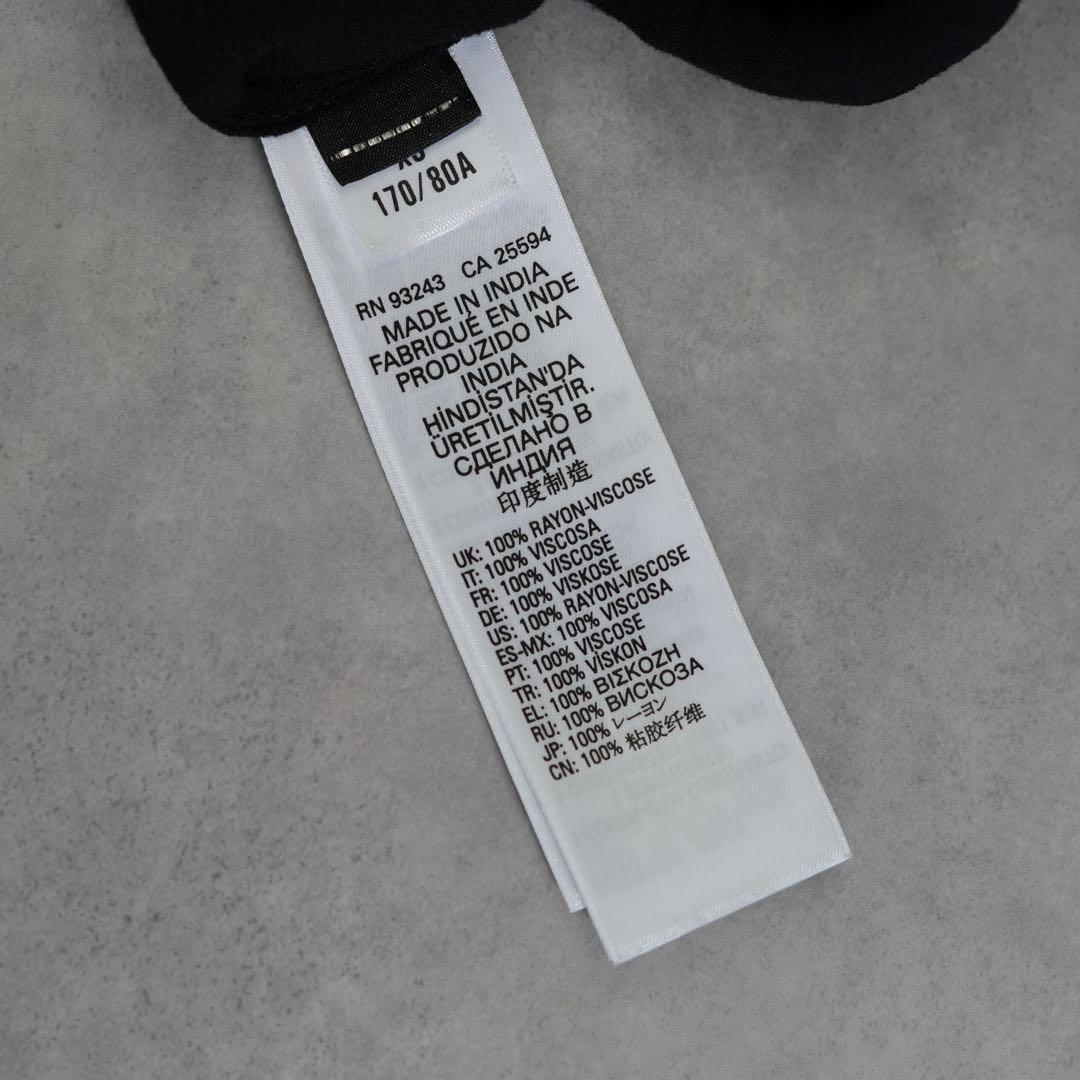 XS
170/80A
RN 93243 CA 25594
MADE IN INDIA
FABRIQUÉ EN INDE
PRODUZIDO NA
INDIA
HİNDİSTAN'DA
ÜRETİLMİŞTİR.
СДЕЛАНО В
ИНДИЯ
印度制造
UK: 100% RAYON-VISCOSE
IT: 100% VISCOSA
FR: 100% VISCOSE
DE: 100% VISKOSE
US: 100% RAYON-VISCOSE
ES-MX: 100% VISCOSA
PT: 100% VISCOSE
TR: 100% VİSKON
EL: 100% ΒΙΣΚΟΖΗ
RU: 100% ВИСКОЗА
JP: 100% レーヨン
CN: 100% 粘胶纤维